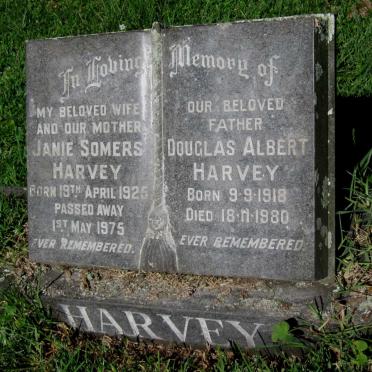 In Loving Memory of
MY BELOVED WIFE
AND OUR MOTHER
JANIE SOMERS
HARVEY
BORN 19TH APRIL 1925
PASSED AWAY
1ST MAY 1975
EVER REMEMBERED.
OUR BELOVED
FATHER
DOUGLAS ALBERT
HARVEY
BORN 9-9-1918
DIED 18-11-1980
EVER REMEMBERED.
HARVEY